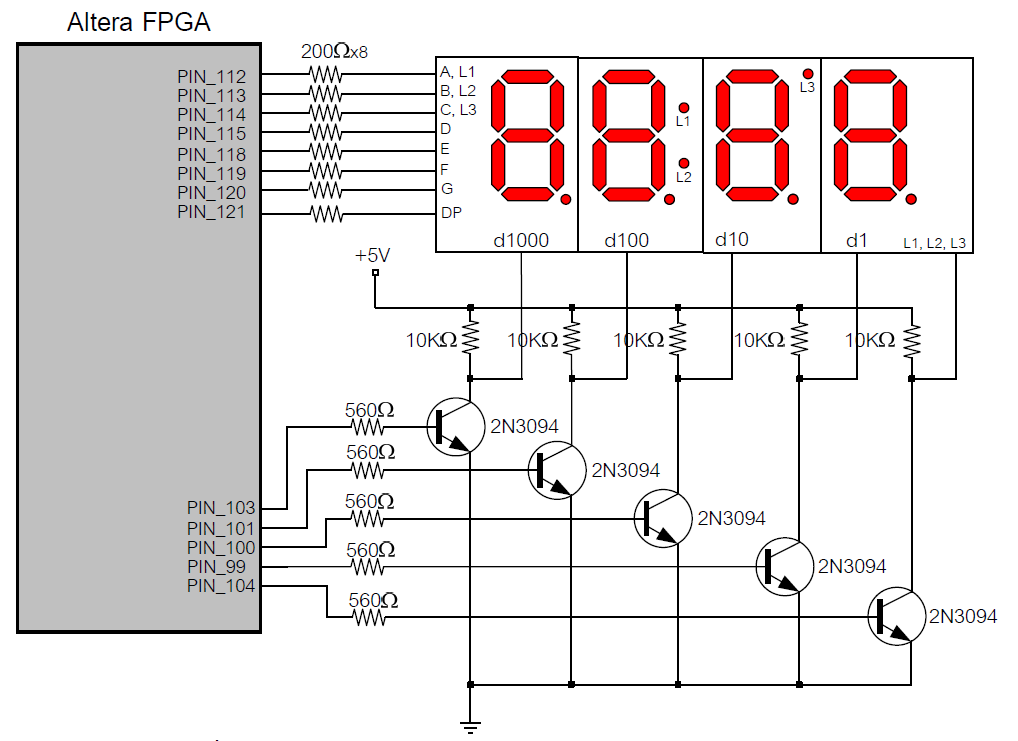 Altera FPGA
200Ωx8
PIN_112
PIN_113
PIN_114
PIN_115
PIN_118
PIN_119
PIN_120
PIN_121
A, L1
B, L2
C, L3
D
E
F
G
DP
L1
L2
L3
d1000
d100
d10
d1
L1, L2, L3
+5V
10KΩ
10KΩ
10KΩ
10KΩ
10KΩ
560Ω
2N3094
560Ω
2N3094
560Ω
2N3094
560Ω
2N3094
560Ω
2N3094
PIN_103
PIN_101
PIN_100
PIN_99
PIN_104